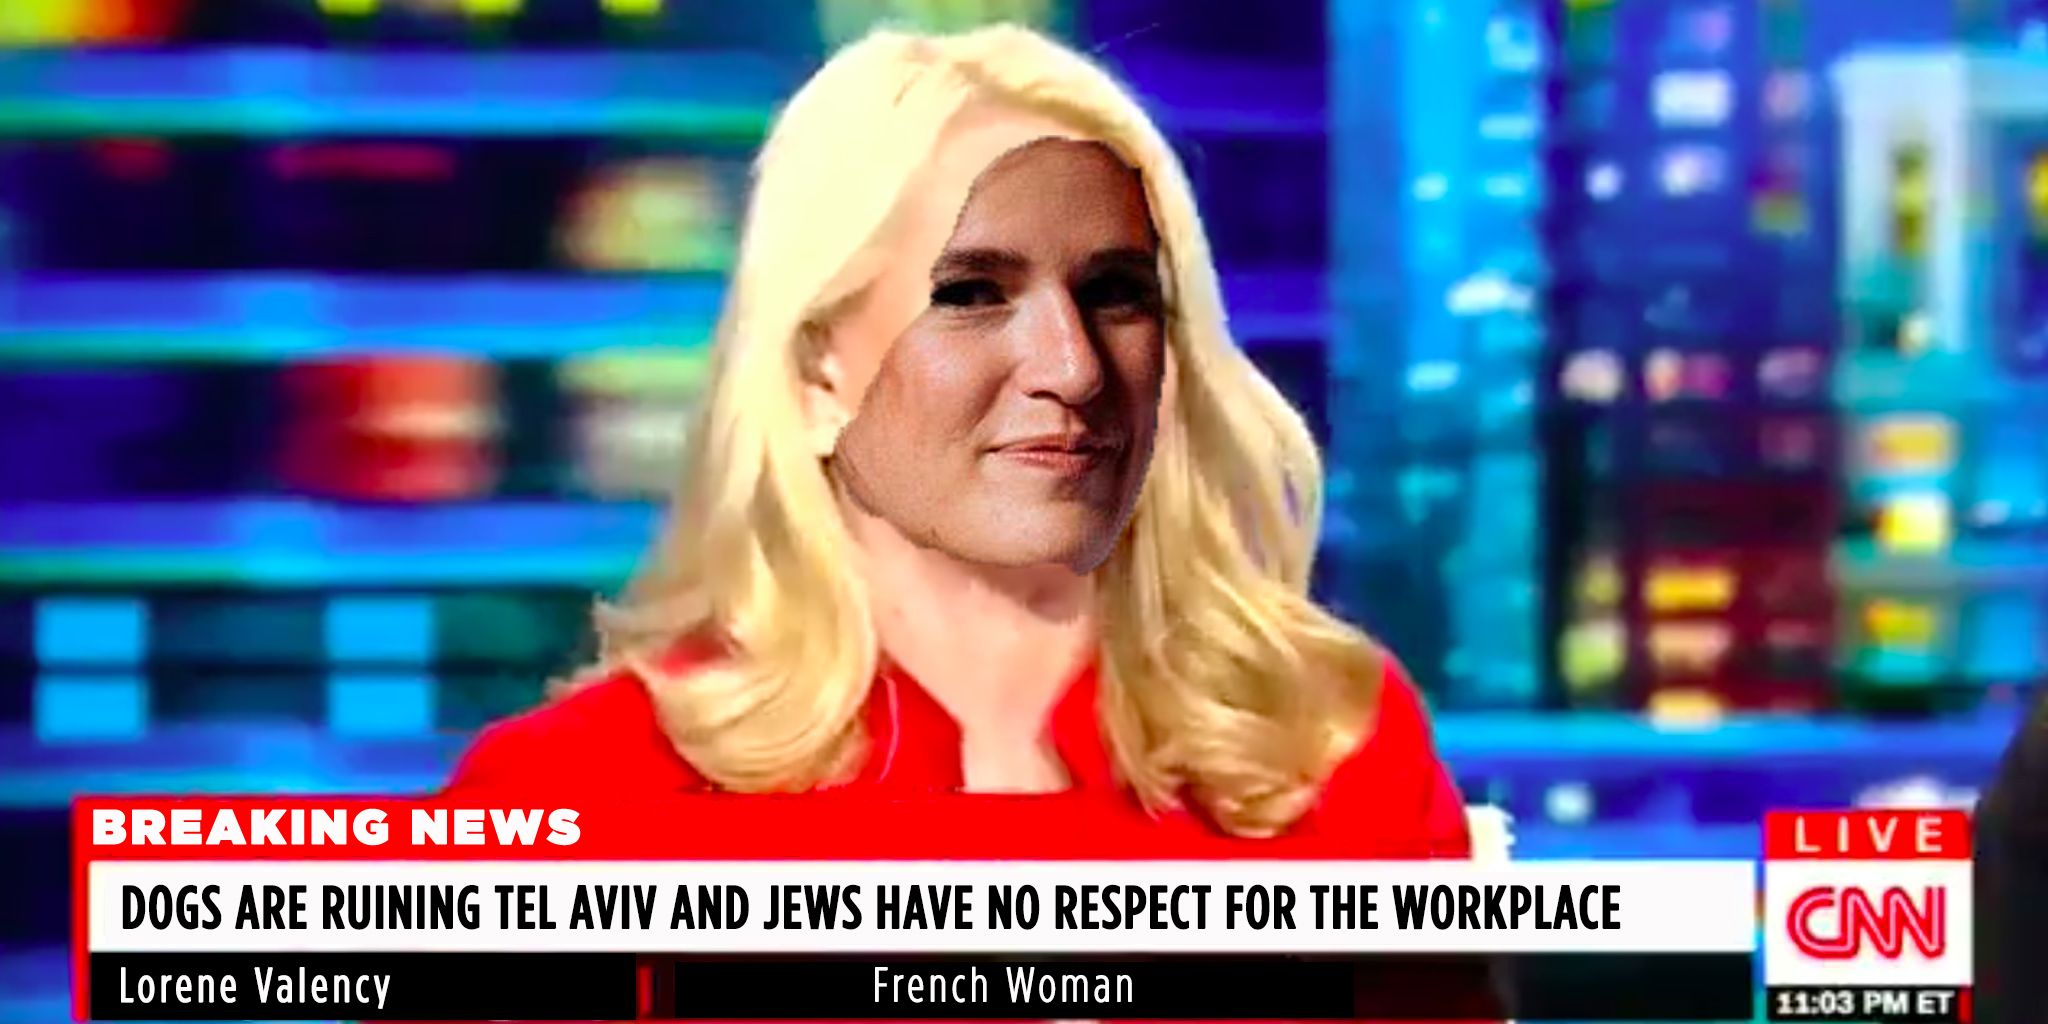 BREAKING NEWS
DOGS ARE RUINING TEL AVIV AND JEWS HAVE NO RESPECT FOR THE WORKPLACE
Lorene Valency
French Woman
LIVE
CNN
11:03 PM ET